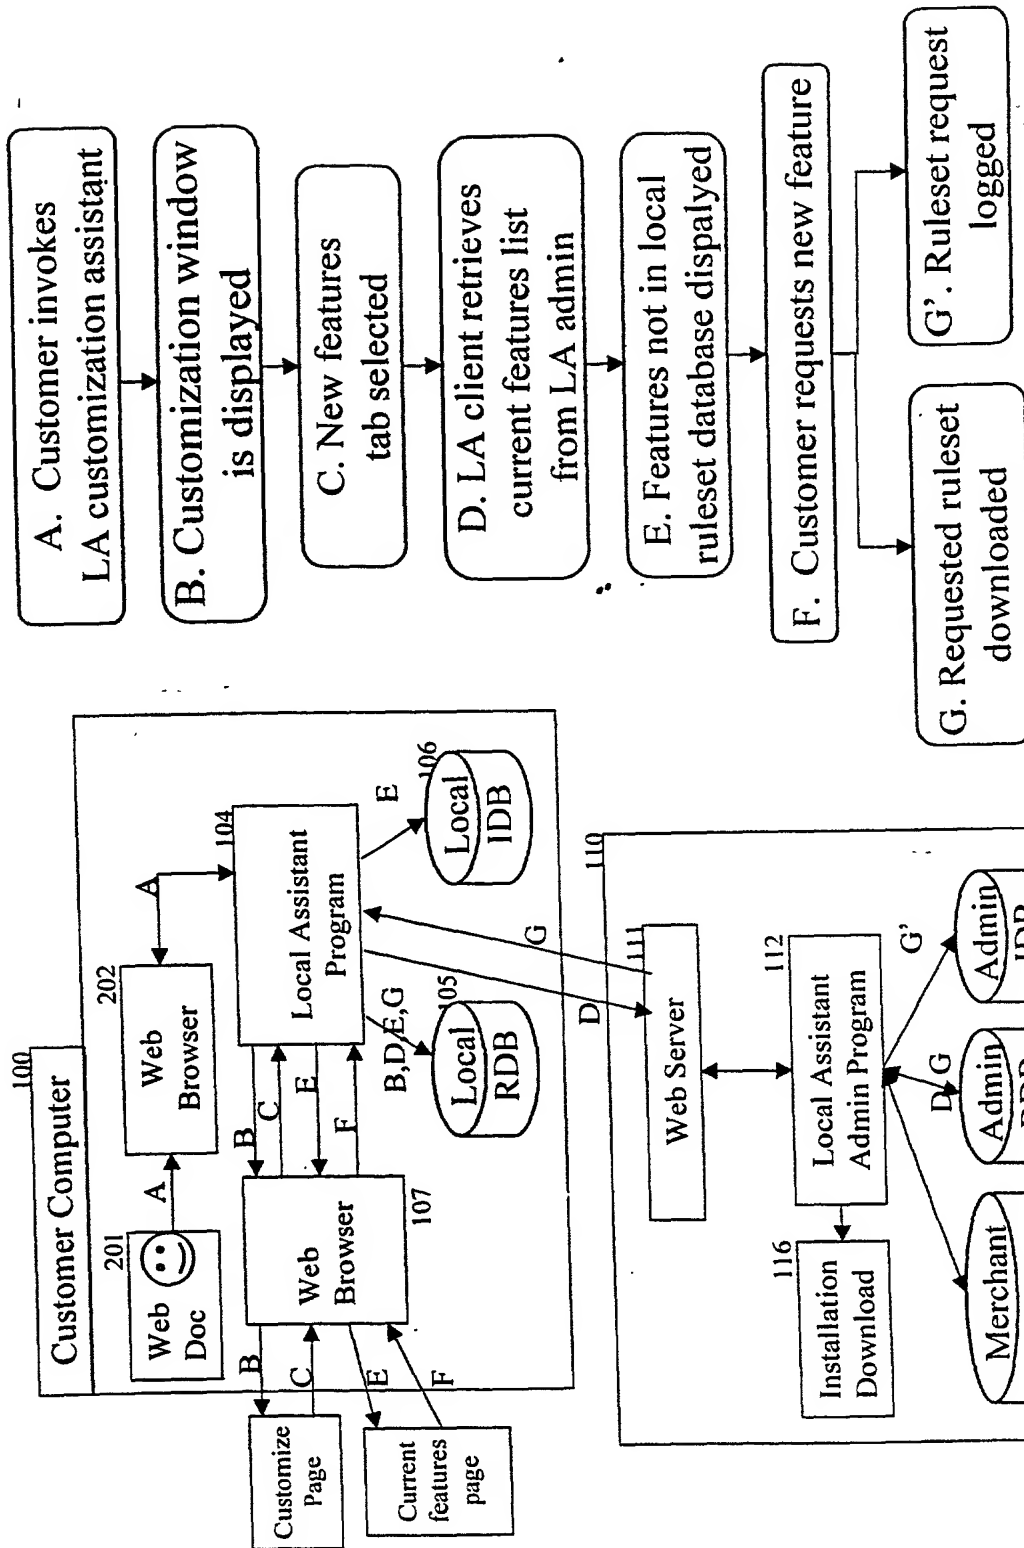 A. Customer invokes
LA customization assistant
B. Customization window
is displayed
C. New features
tab selected
D. LA client retrieves
current features list
from LA admin
E. Features not in local
ruleset database dispalyed
F. Customer requests new feature
G. Requested ruleset
downloaded
G'. Ruleset request
logged
Customer Computer
100
201
Web
Doc
A
202
Web
Browser
A
104
Local Assistant
Program
E
106
Local
IDB
B
C
E
F
B,D,E,G
105
Local
RDB
Web
Browser
107
B
C
E
F
Customize
Page
Current
features
page
D
G
110
111
Web Server
112
Local Assistant
Admin Program
116
Installation
Download
G'
D
G
Merchant
Admin
Admin
IDB